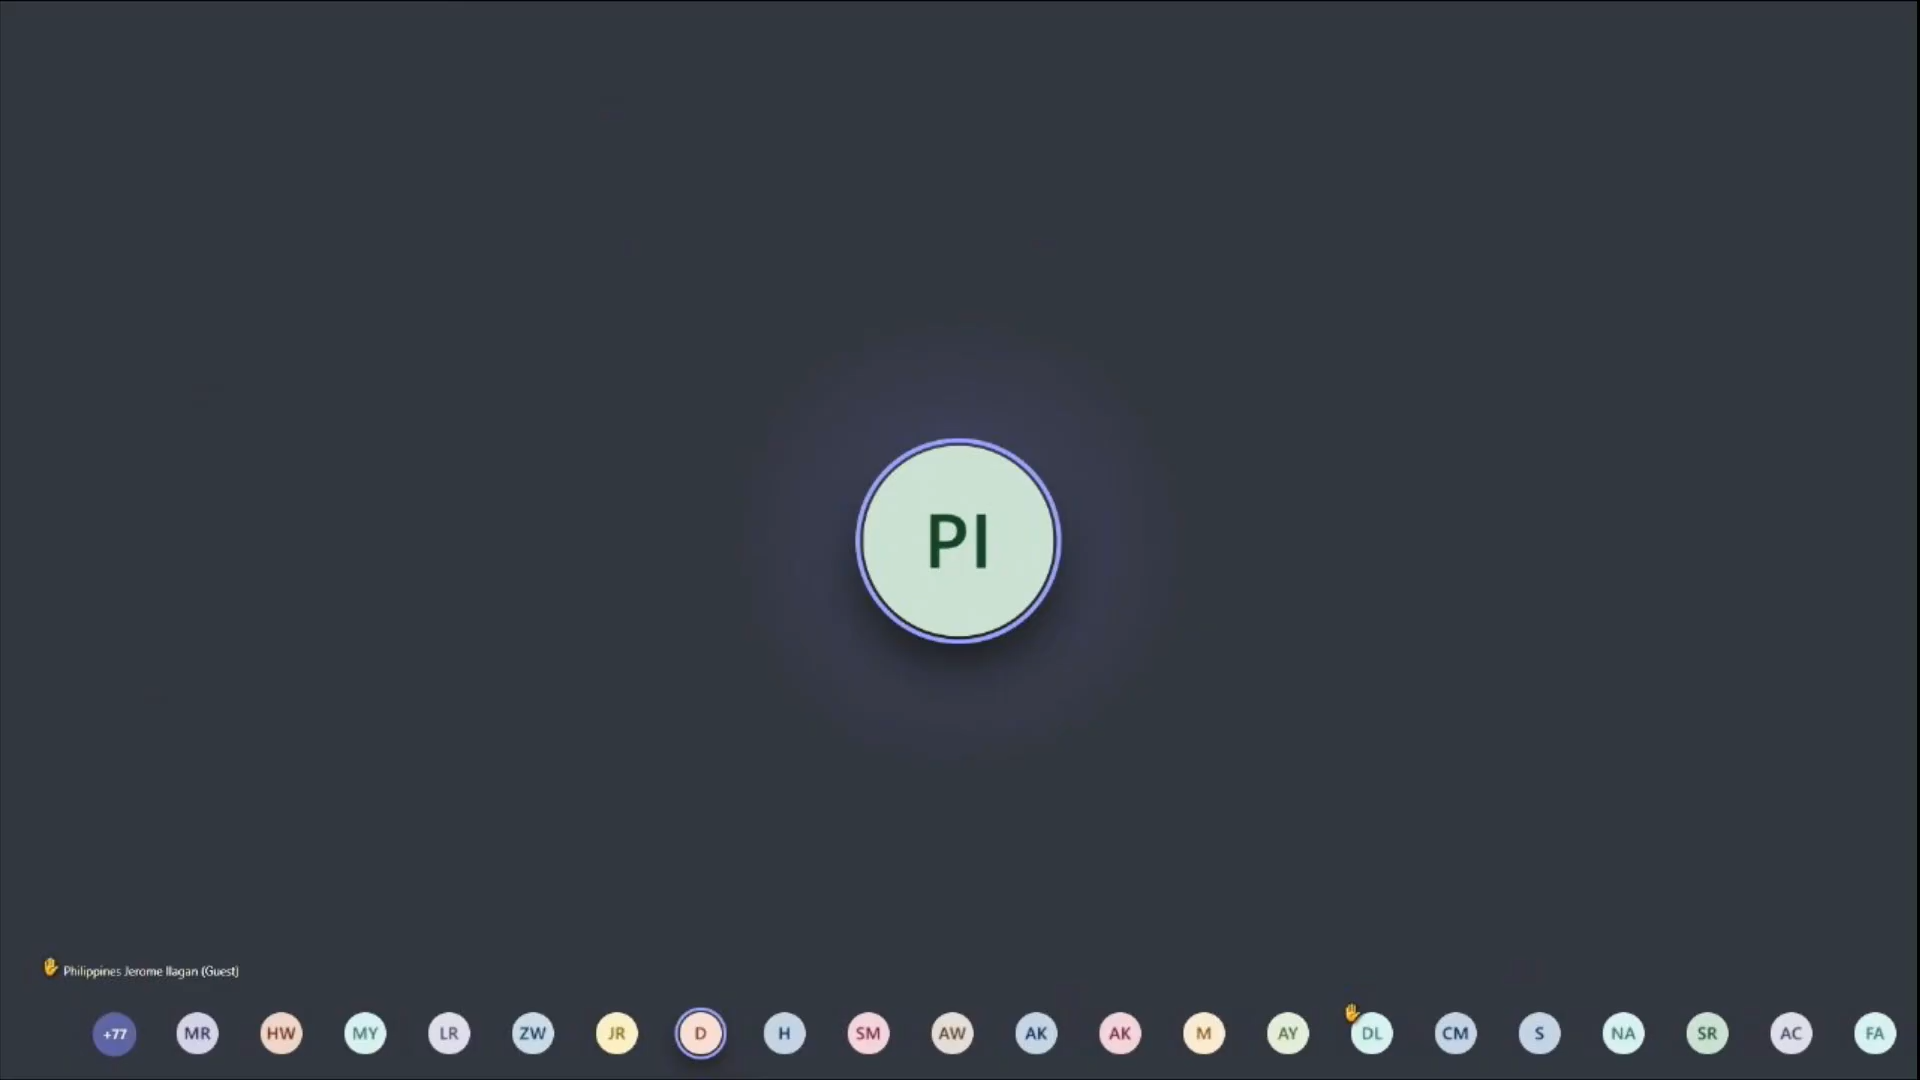 PI
Philippines Jerome Ilagan (Guest)
+77 MR HW MY LR ZW JR D H SM AW AK AK M AY DL CM S NA SR AC FA